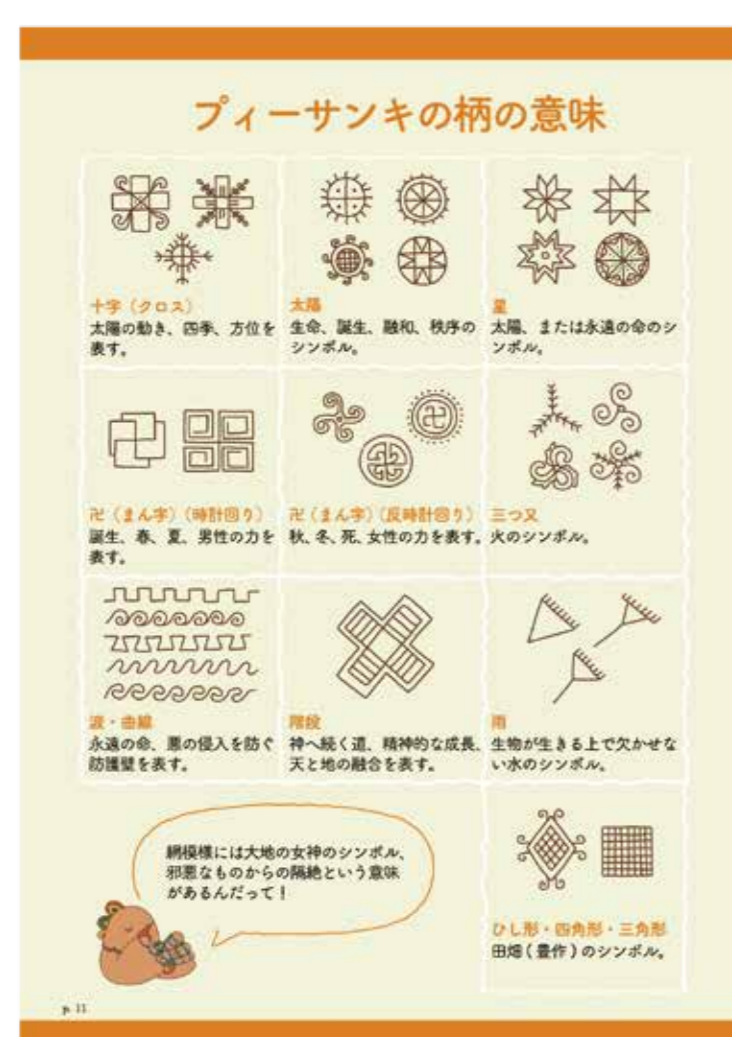 プィーサンキの柄の意味
十字（クロス）
太陽の動き、四季、方位を
表す。
太陽
生命、誕生、融和、秩序の
シンボル。
星
太陽、または永遠の命のシ
ンボル。
卍（まん字）（時計回り）
誕生、春、夏、男性の力を
表す。
卍（まん字）（反時計回り）
秋、冬、死、女性の力を表す。
三つ又
火のシンボル。
波・曲線
永遠の命、悪の侵入を防ぐ
防護壁を表す。
階段
神へ続く道、精神的な成長、
天と地の融合を表す。
雨
生物が生きる上で欠かせな
い水のシンボル。
網模様には大地の女神のシンボル、
邪悪なものからの隔絶という意味
があるんだって！
ひし形・四角形・三角形
田畑(豊作)のシンボル。
p. 11